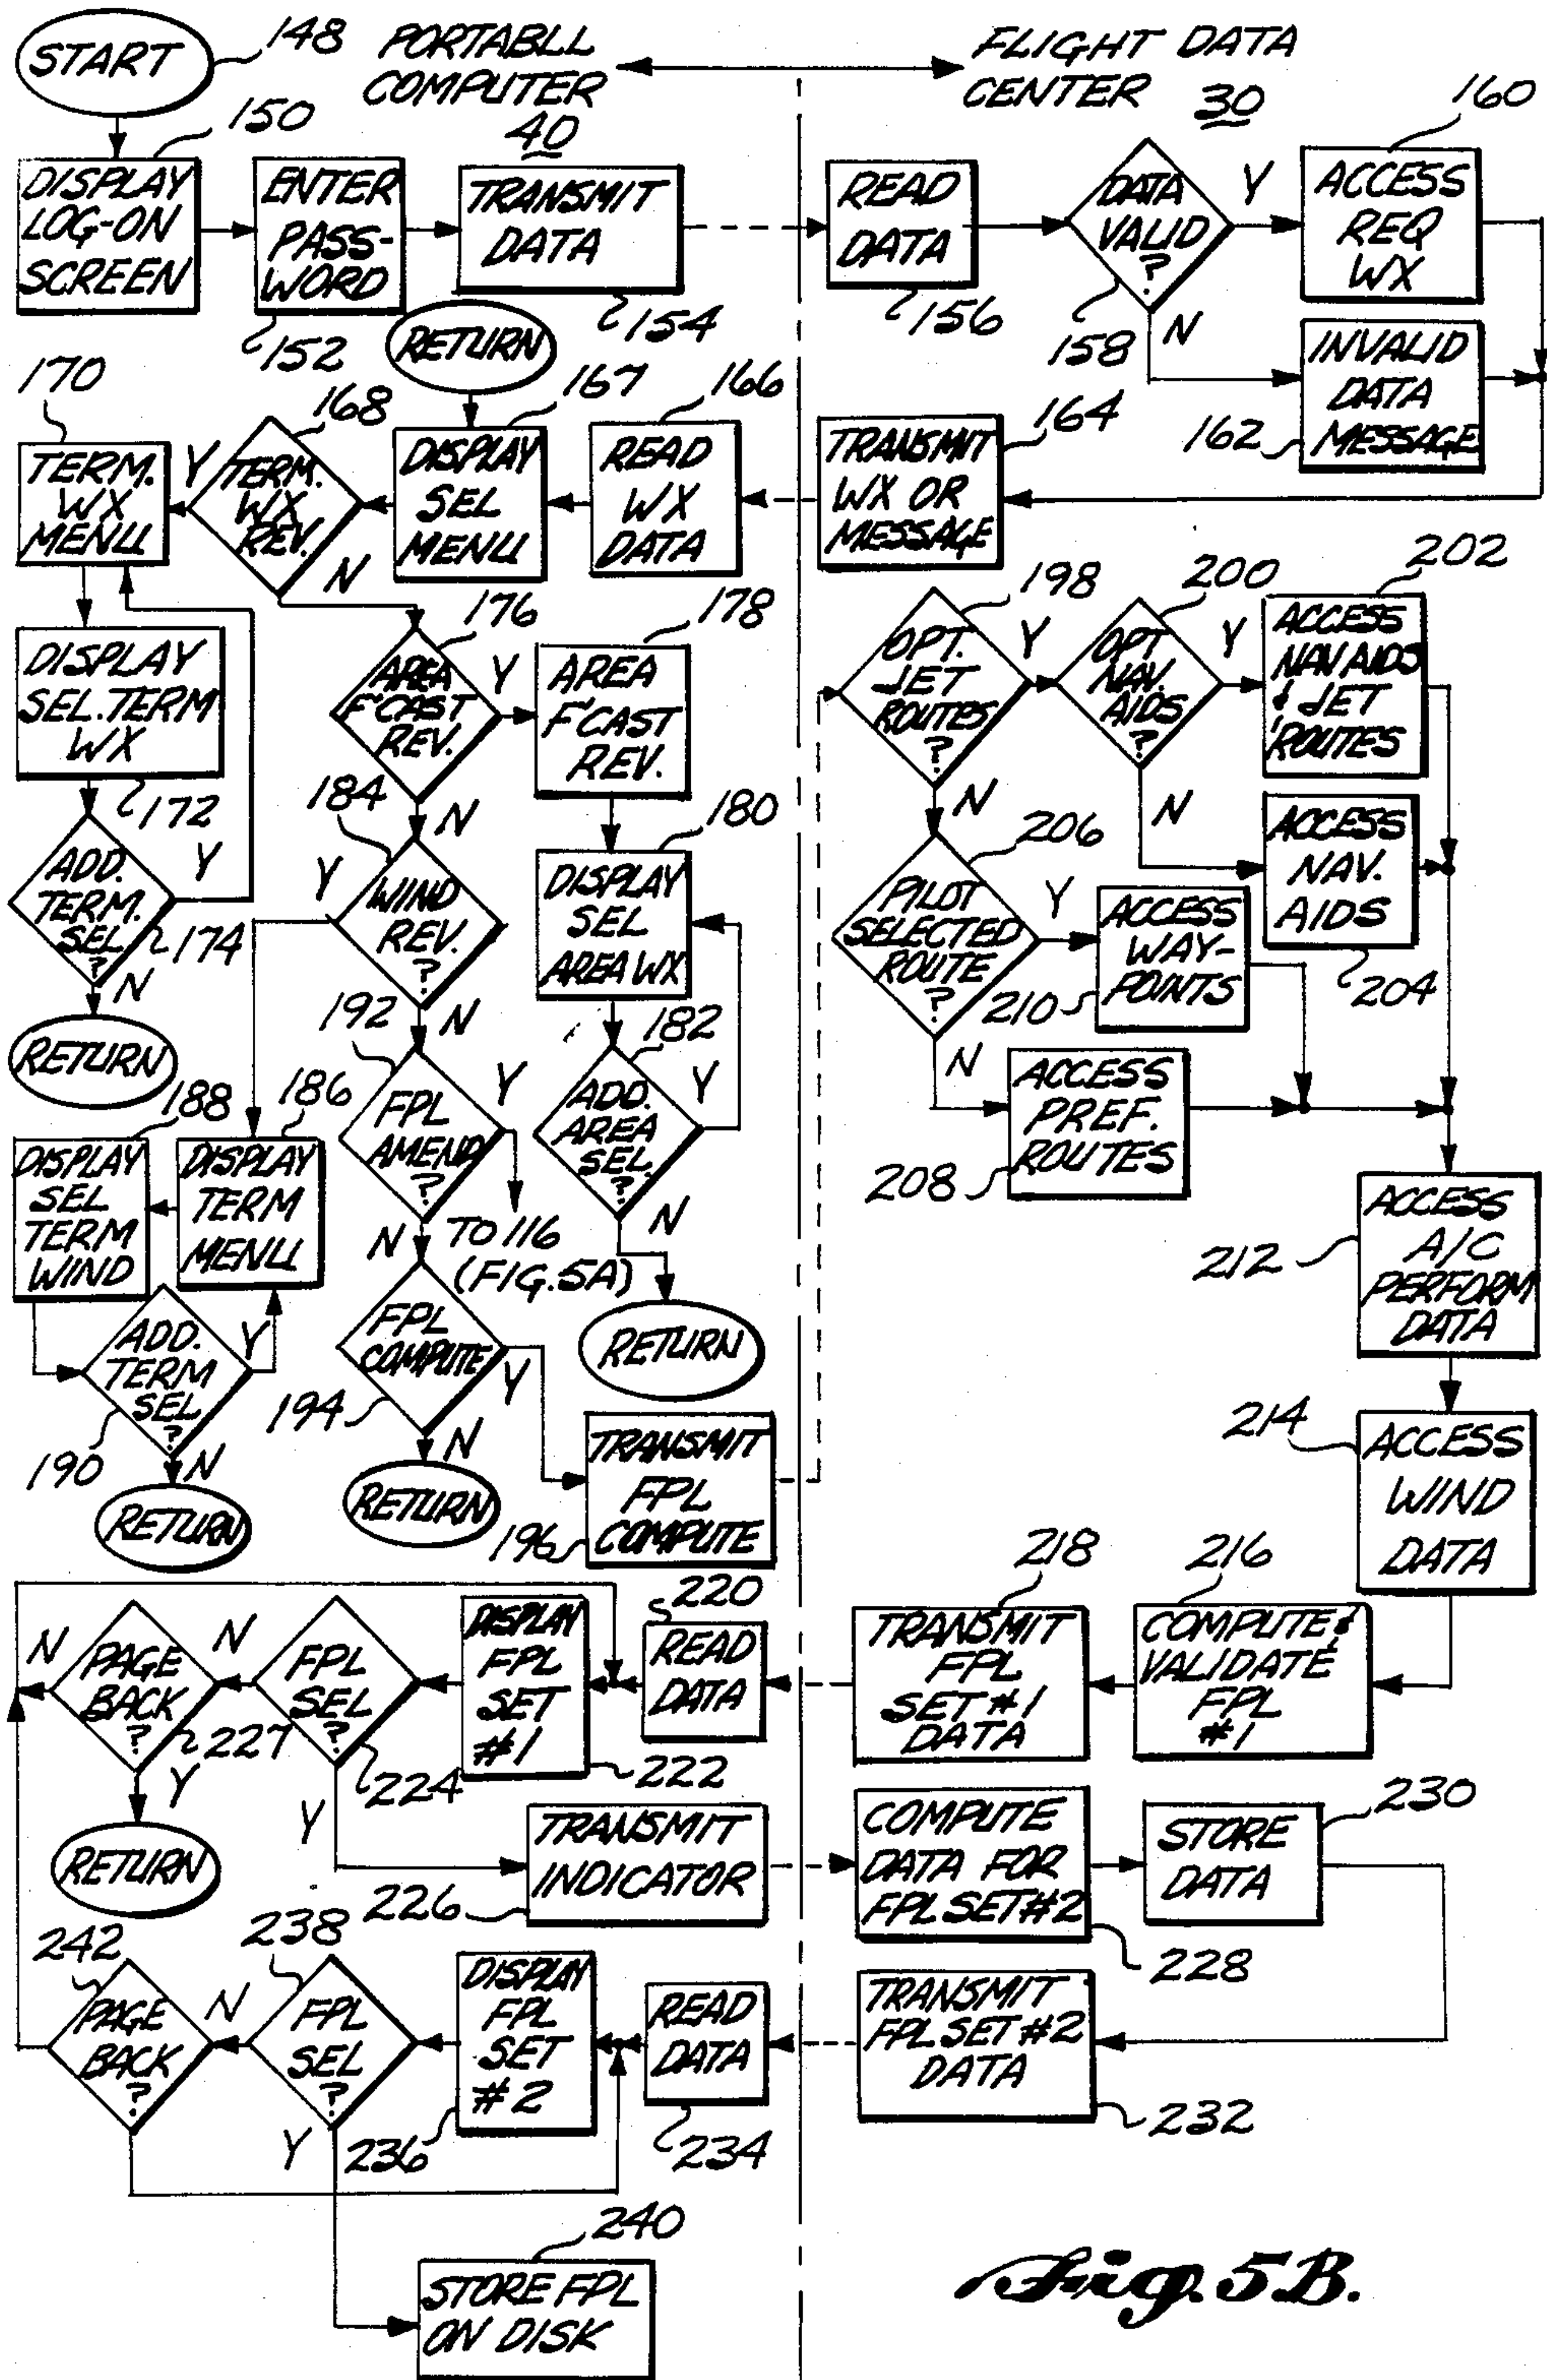 START
148
PORTABLL
COMPUTER
40
FLIGHT DATA
CENTER 30
150
DISPLAY
LOG-ON
SCREEN
ENTER
PASS-
WORD
152
TRANSMIT
DATA
154
READ
DATA
156
DATA
VALID
?
158
Y
N
160
ACCESS
REQ
WX
INVALID
DATA
MESSAGE
162
RETURN
170
TERM.
WX
MENU
Y
168
TERM.
WX
REV.
N
167
DISPLAY
SEL
MENU
166
READ
WX
DATA
164
TRANSMIT
WX OR
MESSAGE
DISPLAY
SEL. TERM
WX
172
ADD.
TERM.
SEL
?
174
Y
N
RETURN
176
AREA
F'CAST
REV.
Y
N
178
AREA
F'CAST
REV.
180
DISPLAY
SEL
AREA WX
182
ADD.
AREA
SEL.
?
Y
N
RETURN
184
Y
WIND
REV.
?
N
192
FPL
AMEND
?
Y
N
TO 116
(FIG. 5A)
188
DISPLAY
SEL
TERM
WIND
186
DISPLAY
TERM
MENU
ADD.
TERM
SEL
?
190
Y
N
RETURN
FPL
COMPUTE
194
Y
N
RETURN
TRANSMIT
FPL
COMPUTE
196
198
OPT.
JET
ROUTES
?
Y
N
200
OPT
NAV.
AIDS
?
Y
N
202
ACCESS
NAV AIDS
& JET
ROUTES
ACCESS
NAV.
AIDS
204
206
PILOT
SELECTED
ROUTE
?
Y
N
ACCESS
WAY-
POINTS
210
ACCESS
PREF.
ROUTES
208
ACCESS
A/C
PERFORM
DATA
212
214
ACCESS
WIND
DATA
216
COMPUTE &
VALIDATE
FPL
#1
218
TRANSMIT
FPL
SET #1
DATA
220
READ
DATA
DISPLAY
FPL
SET
#1
222
FPL
SEL
?
224
N
Y
PAGE
BACK
?
227
N
Y
RETURN
TRANSMIT
INDICATOR
226
COMPUTE
DATA FOR
FPL SET #2
228
230
STORE
DATA
TRANSMIT
FPL SET #2
DATA
232
READ
DATA
234
DISPLAY
FPL
SET
#2
236
238
FPL
SEL
?
N
Y
242
PAGE
BACK
?
240
STORE FPL
ON DISK
Fig. 5B.